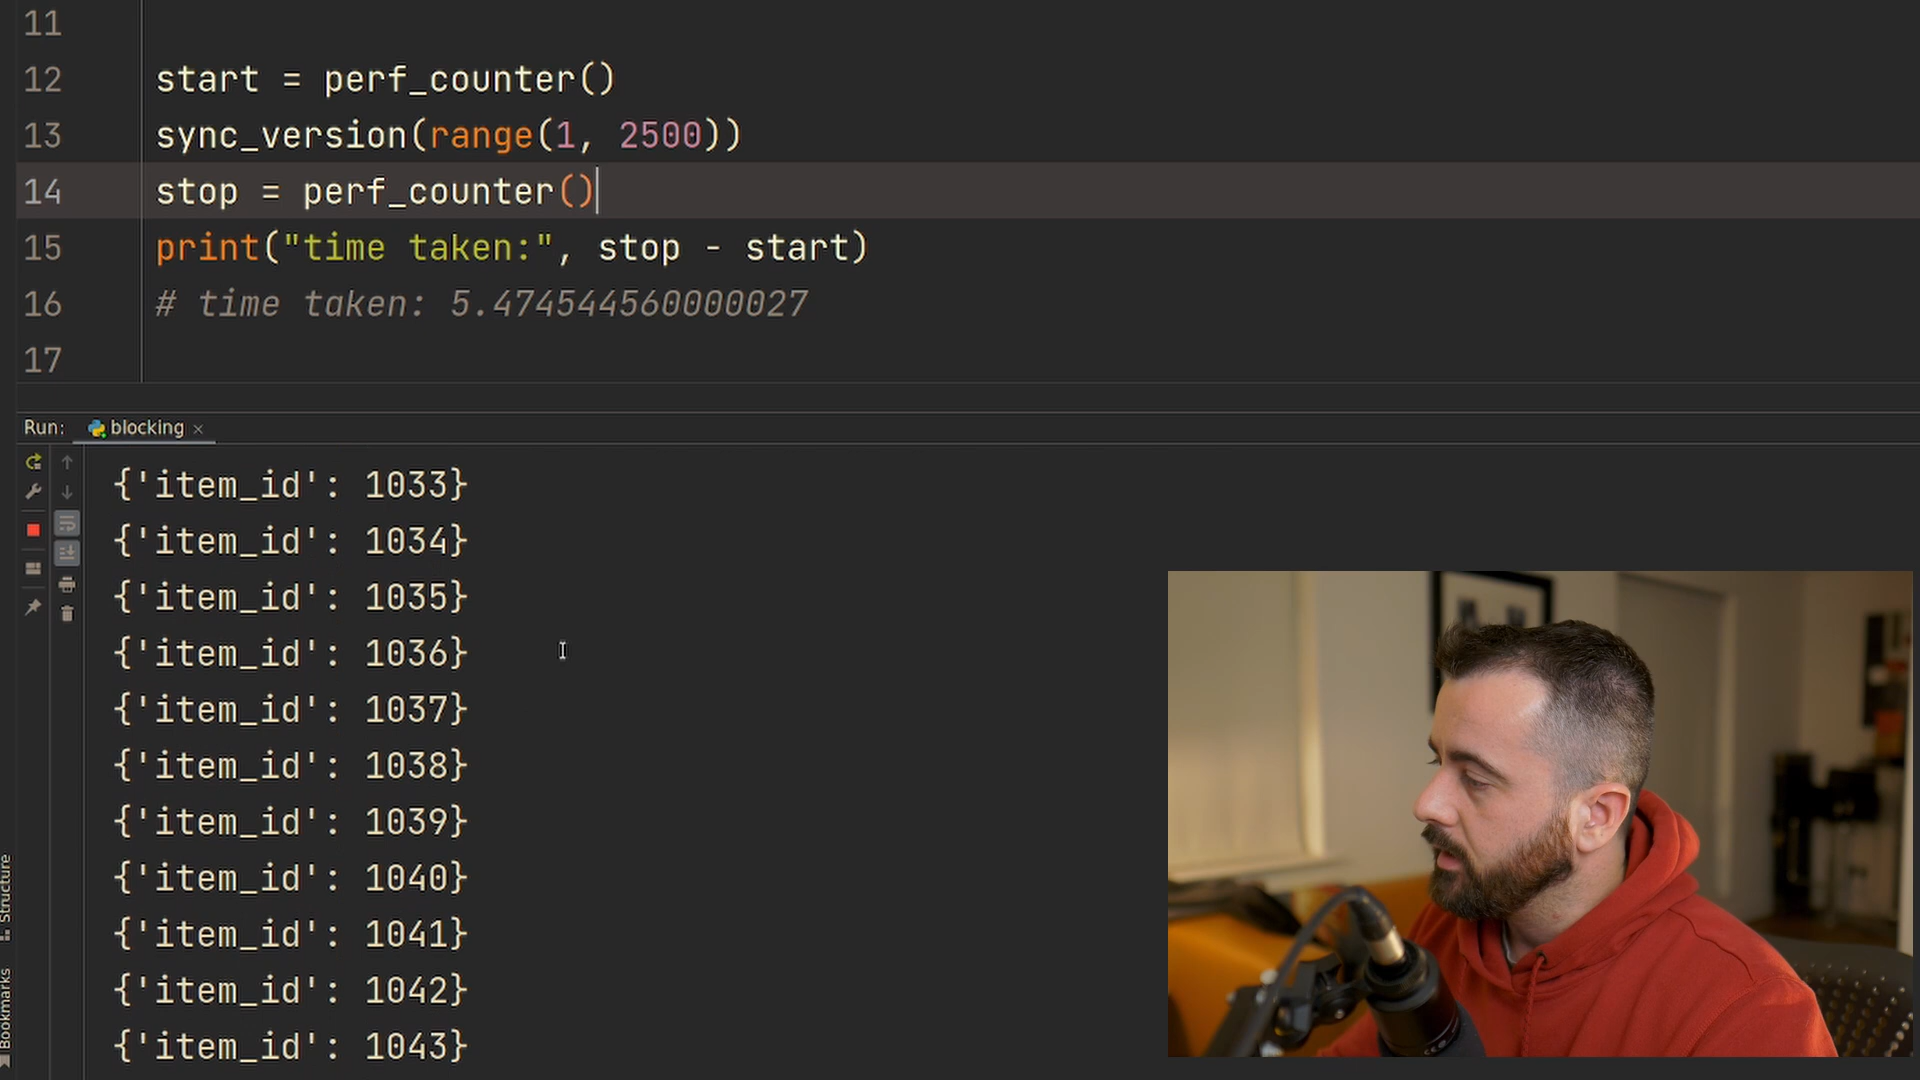 11
12 start = perf_counter()
13 sync_version(range(1, 2500))
14 stop = perf_counter()
15 print("time taken:", stop - start)
16 # time taken: 5.474544560000027
17
Run: blocking ×
{'item_id': 1033}
{'item_id': 1034}
{'item_id': 1035}
{'item_id': 1036}
{'item_id': 1037}
{'item_id': 1038}
{'item_id': 1039}
{'item_id': 1040}
{'item_id': 1041}
{'item_id': 1042}
{'item_id': 1043}
Structure
Bookmarks